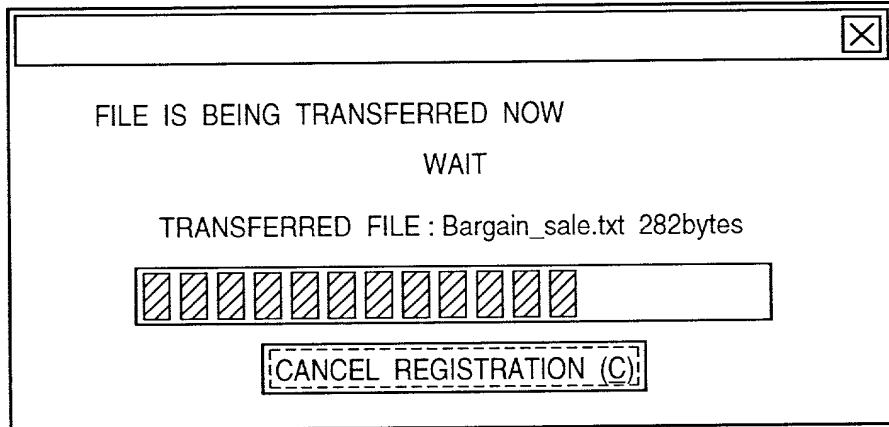 FILE IS BEING TRANSFERRED NOW
WAIT
TRANSFERRED FILE : Bargain_sale.txt 282bytes
CANCEL REGISTRATION (C)